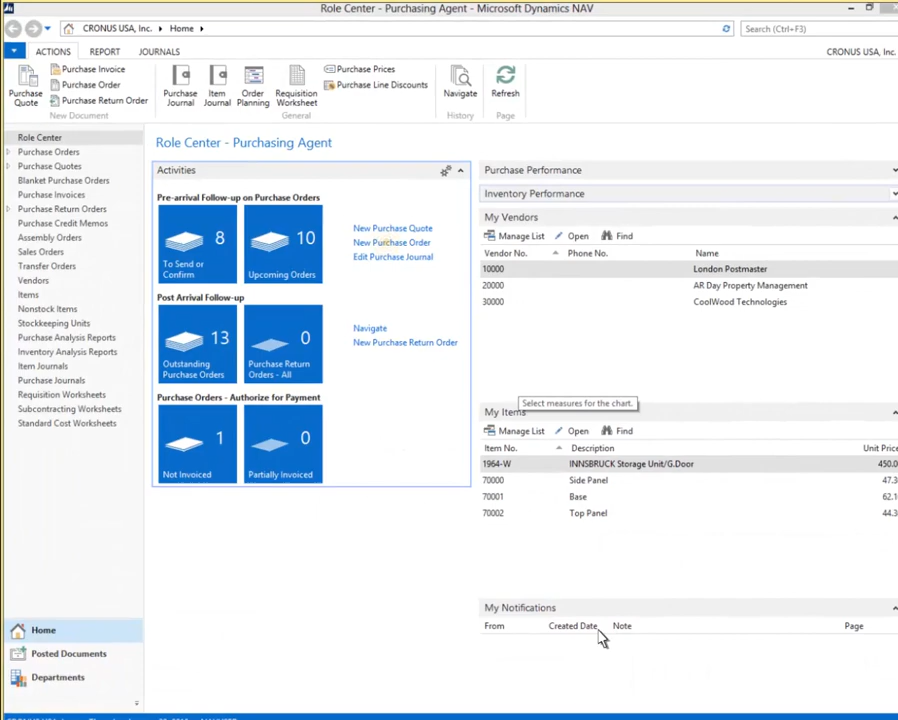 Role Center - Purchasing Agent - Microsoft Dynamics NAV
CRONUS USA, Inc. Home
Search (Ctrl+F3)
ACTIONS REPORT JOURNALS
CRONUS USA, Inc.
Purchase Quote
Purchase Invoice
Purchase Order
Purchase Return Order
New Document
Purchase Journal
Item Journal
Order Planning
Requisition Worksheet
Purchase Prices
Purchase Line Discounts
General
Navigate
History
Refresh
Page
Role Center
Purchase Orders
Purchase Quotes
Blanket Purchase Orders
Purchase Invoices
Purchase Return Orders
Purchase Credit Memos
Assembly Orders
Sales Orders
Transfer Orders
Vendors
Items
Nonstock Items
Stockkeeping Units
Purchase Analysis Reports
Inventory Analysis Reports
Item Journals
Purchase Journals
Requisition Worksheets
Subcontracting Worksheets
Standard Cost Worksheets
Home
Posted Documents
Departments
Role Center - Purchasing Agent
Activities
Pre-arrival Follow-up on Purchase Orders
8
To Send or Confirm
10
Upcoming Orders
New Purchase Quote
New Purchase Order
Edit Purchase Journal
Post Arrival Follow-up
13
Outstanding Purchase Orders
0
Purchase Return Orders - All
Navigate
New Purchase Return Order
Purchase Orders - Authorize for Payment
1
Not Invoiced
0
Partially Invoiced
Purchase Performance
Inventory Performance
My Vendors
Manage List Open Find
Vendor No. Phone No. Name
10000 London Postmaster
20000 AR Day Property Management
30000 CoolWood Technologies
Select measures for the chart.
My Items
Manage List Open Find
Item No. Description Unit Price
1964-W INNSBRUCK Storage Unit/G.Door 450.0
70000 Side Panel 47.3
70001 Base 62.1
70002 Top Panel 44.3
My Notifications
From Created Date Note Page